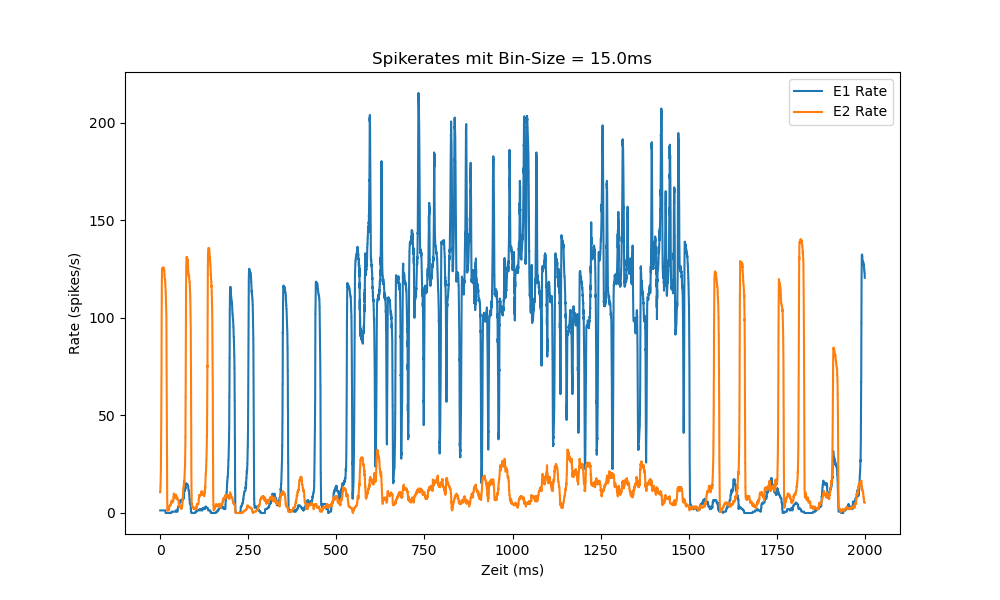 Spikerates mit Bin-Size = 15.0ms
E1 Rate
E2 Rate
Rate (spikes/s)
200
150
100
50
0
0 250 500 750 1000 1250 1500 1750 2000
Zeit (ms)